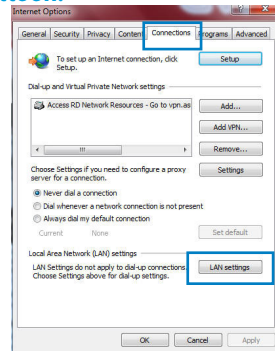 Internet Options
General Security Privacy Content Connections Programs Advanced
To set up an Internet connection, click
Setup.
Setup
Dial-up and Virtual Private Network settings
Access RD Network Resources - Go to vpn.as
Add...
Add VPN...
Remove...
Choose Settings if you need to configure a proxy
server for a connection.
Settings
Never dial a connection
Dial whenever a network connection is not present
Always dial my default connection
Current None
Set default
Local Area Network (LAN) settings
LAN Settings do not apply to dial-up connections.
Choose Settings above for dial-up settings.
LAN settings
OK Cancel Apply